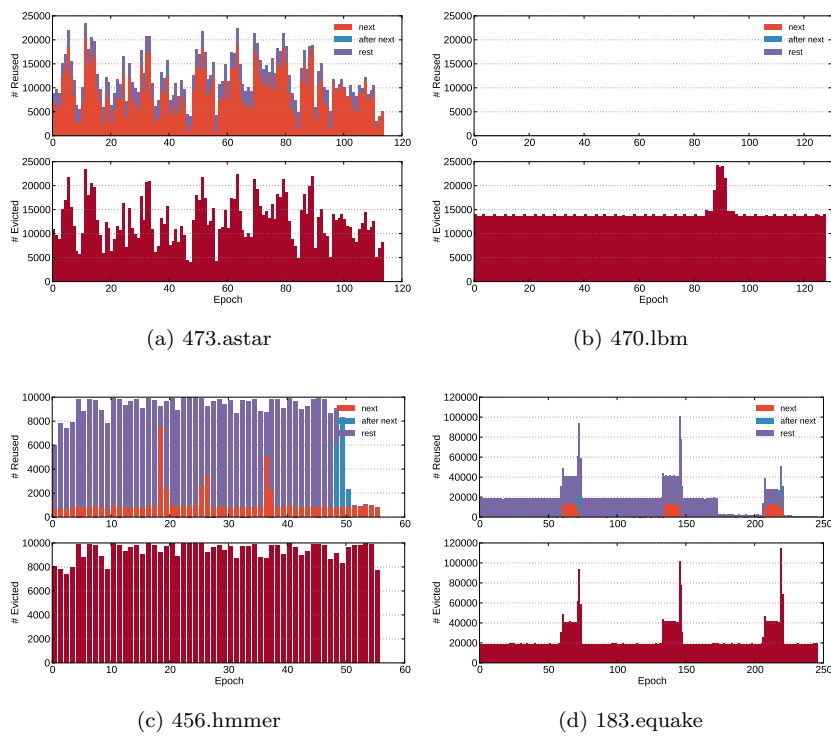 25000
20000
15000
10000
5000
0
# Reused
next
after next
rest
0 20 40 60 80 100 120
25000
20000
15000
10000
5000
0
# Evicted
0 20 40 60 80 100 120
Epoch
(a) 473.astar
25000
20000
15000
10000
5000
0
# Reused
next
after next
rest
0 20 40 60 80 100 120
25000
20000
15000
10000
5000
0
# Evicted
0 20 40 60 80 100 120
Epoch
(b) 470.lbm
10000
8000
6000
4000
2000
0
# Reused
next
after next
rest
0 10 20 30 40 50 60
10000
8000
6000
4000
2000
0
# Evicted
0 10 20 30 40 50 60
Epoch
(c) 456.hmmer
120000
100000
80000
60000
40000
20000
0
# Reused
next
after next
rest
0 50 100 150 200 250
120000
100000
80000
60000
40000
20000
0
# Evicted
0 50 100 150 200 250
Epoch
(d) 183.equake